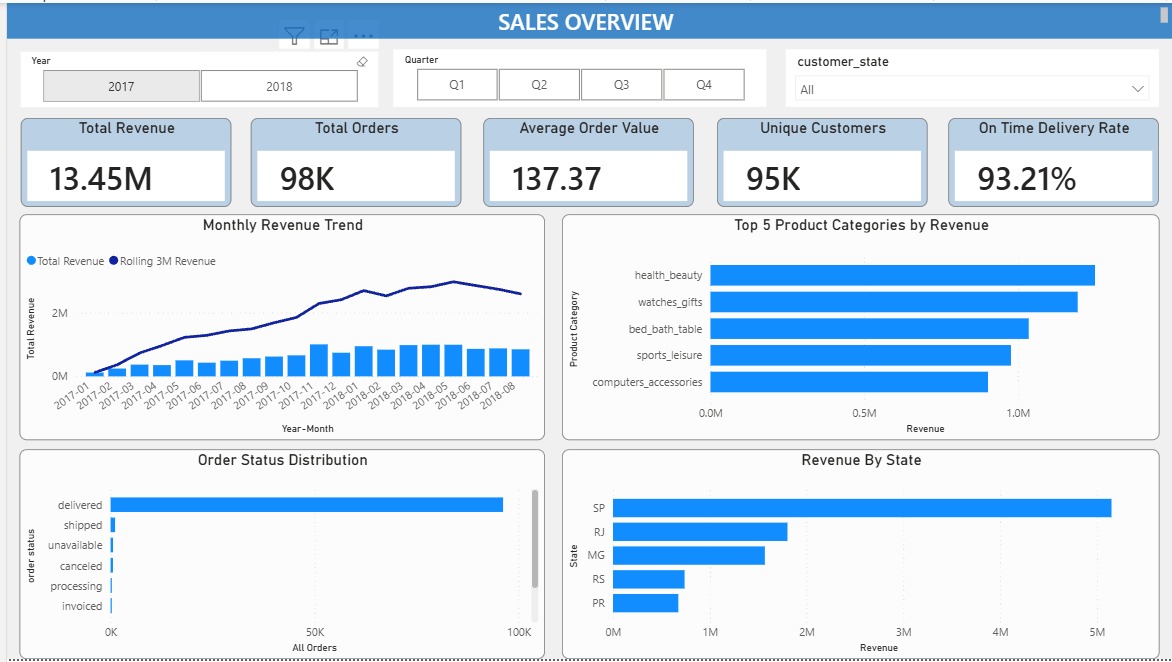 SALES OVERVIEW
Year
2017
2018
Quarter
Q1
Q2
Q3
Q4
customer_state
All
Total Revenue
13.45M
Total Orders
98K
Average Order Value
137.37
Unique Customers
95K
On Time Delivery Rate
93.21%
Monthly Revenue Trend
Total Revenue
Rolling 3M Revenue
Total Revenue
2M
0M
2017-01
2017-02
2017-03
2017-04
2017-05
2017-06
2017-07
2017-08
2017-09
2017-10
2017-11
2017-12
2018-01
2018-02
2018-03
2018-04
2018-05
2018-06
2018-07
2018-08
Year-Month
Top 5 Product Categories by Revenue
Product Category
health_beauty
watches_gifts
bed_bath_table
sports_leisure
computers_accessories
0.0M
0.5M
1.0M
Revenue
Order Status Distribution
order status
delivered
shipped
unavailable
canceled
processing
invoiced
0K
50K
100K
All Orders
Revenue By State
State
SP
RJ
MG
RS
PR
0M
1M
2M
3M
4M
5M
Revenue